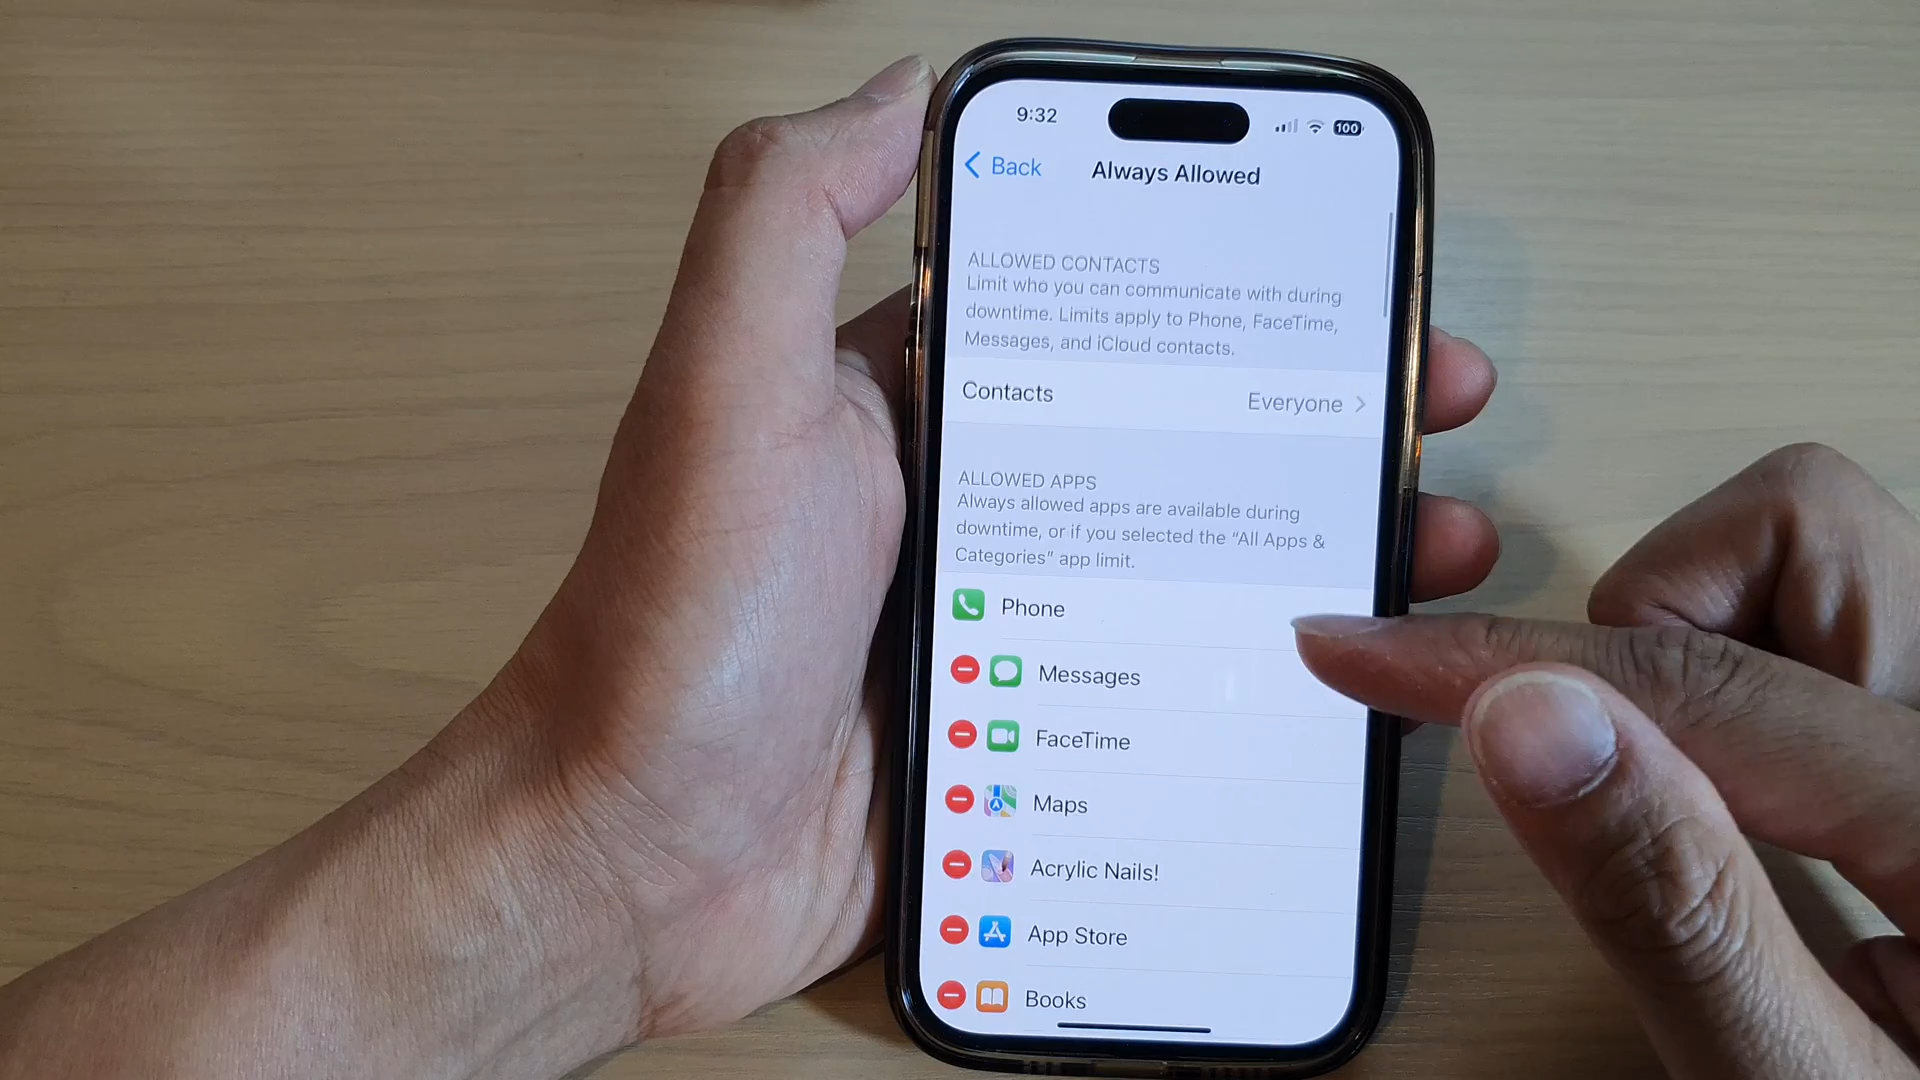 9:32
100
Back
Always Allowed
ALLOWED CONTACTS
Limit who you can communicate with during
downtime. Limits apply to Phone, FaceTime,
Messages, and iCloud contacts.
Contacts
Everyone
ALLOWED APPS
Always allowed apps are available during
downtime, or if you selected the “All Apps &
Categories” app limit.
Phone
Messages
FaceTime
Maps
Acrylic Nails!
App Store
Books